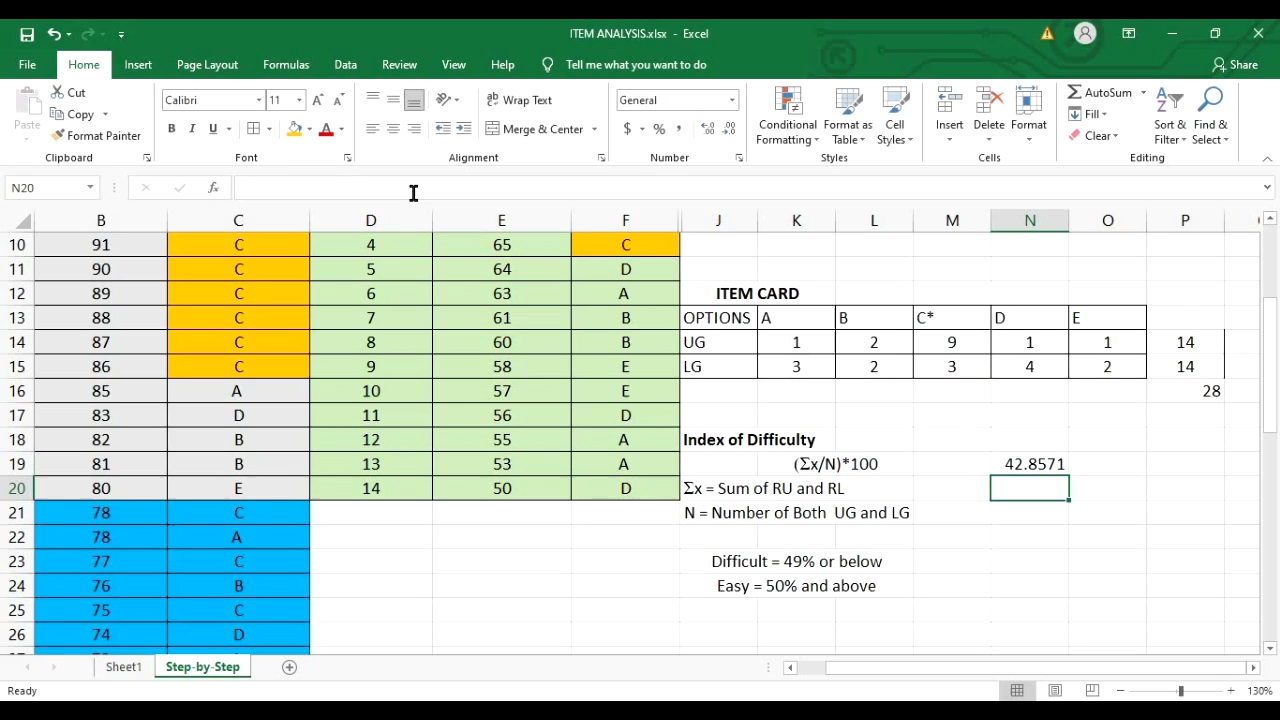 ITEM ANALYSIS.xlsx - Excel
File Home Insert Page Layout Formulas Data Review View Help Tell me what you want to do Share
Paste Cut Copy Format Painter
Calibri 11 B I U A
Wrap Text Merge & Center
General $ % ,
Conditional Formatting Format as Table Cell Styles
Insert Delete Format
AutoSum Fill Clear Sort & Filter Find & Select
Clipboard Font Alignment Number Styles Cells Editing
N20 fx
B C D E F J K L M N O P
10 91 C 4 65 C
11 90 C 5 64 D
12 89 C 6 63 A ITEM CARD
13 88 C 7 61 B OPTIONS A B C* D E
14 87 C 8 60 B UG 1 2 9 1 1 14
15 86 C 9 58 E LG 3 2 3 4 2 14
16 85 A 10 57 E 28
17 83 D 11 56 D
18 82 B 12 55 A Index of Difficulty
19 81 B 13 53 A (Σx/N)*100 42.8571
20 80 E 14 50 D Σx = Sum of RU and RL
21 78 C N = Number of Both UG and LG
22 78 A
23 77 C Difficult = 49% or below
24 76 B Easy = 50% and above
25 75 C
26 74 D
Sheet1 Step-by-Step
Ready 130%